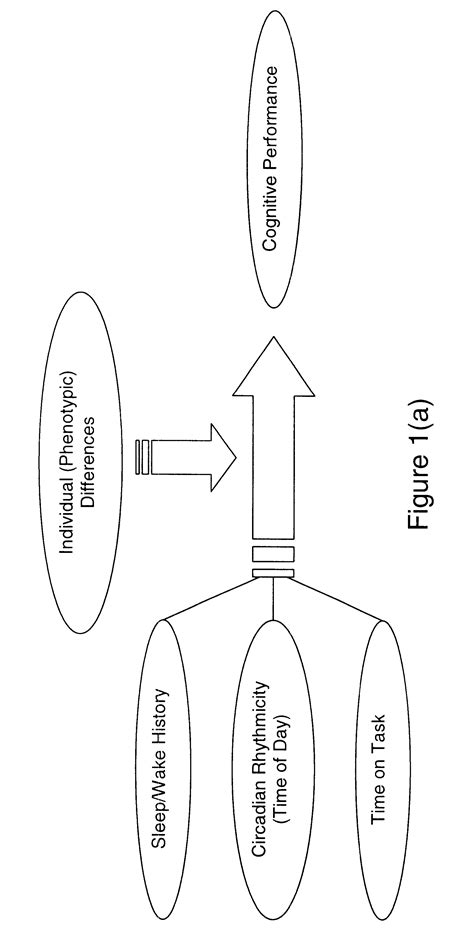 Individual (Phenotypic)
Differences
Sleep/Wake History
Circadian Rhythmicity
(Time of Day)
Time on Task
Cognitive Performance
Figure 1(a)